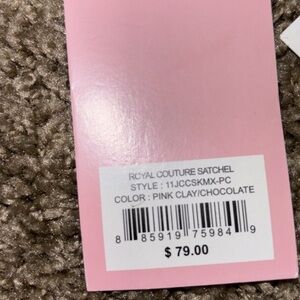 ROYAL COUTURE SATCHEL
STYLE : 11JCCSKMX-PC
COLOR : PINK CLAY/CHOCOLATE
8 85919 75984 9
$ 79.00